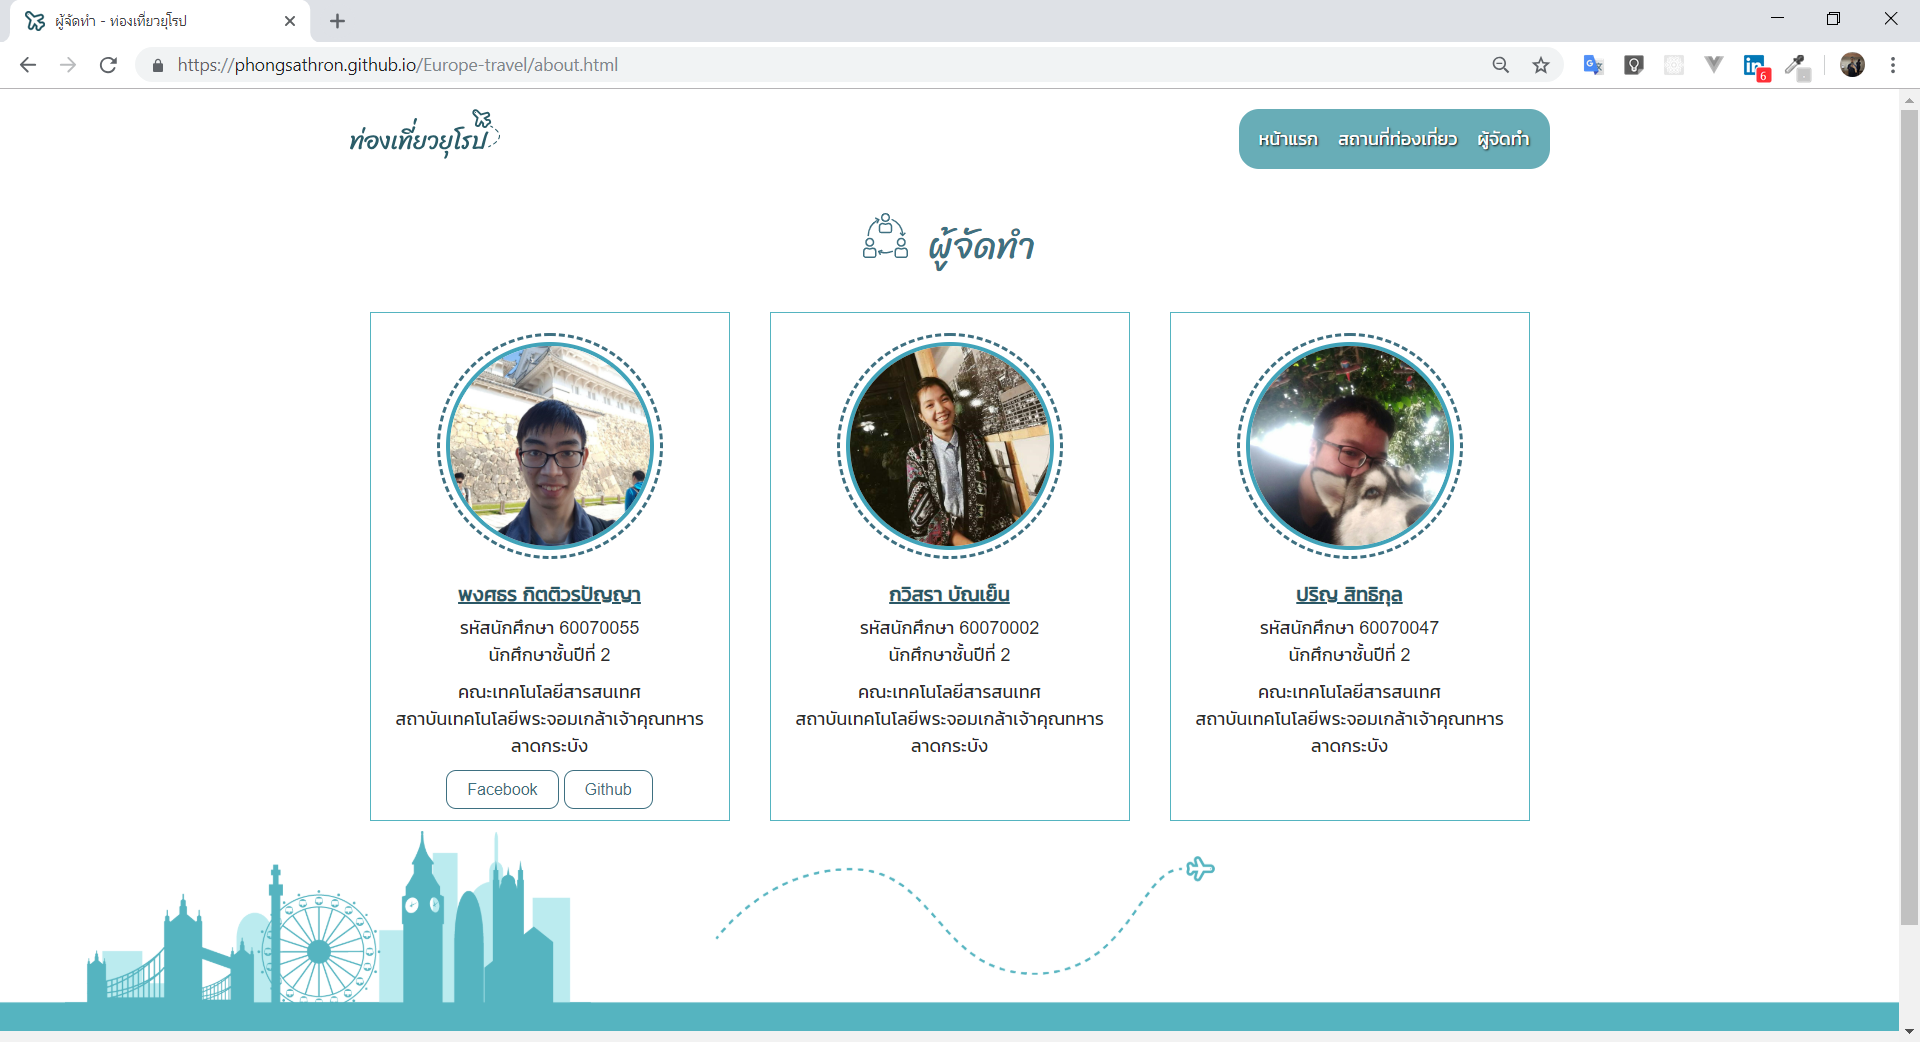 ผู้จัดทำ - ท่องเที่ยวยุโรป
https://phongsathron.github.io/Europe-travel/about.html
6
ท่องเที่ยวยุโรป
หน้าแรก สถานที่ท่องเที่ยว ผู้จัดทำ
ผู้จัดทำ
พงศธร กิตติวรปัญญา
รหัสนักศึกษา 60070055
นักศึกษาชั้นปีที่ 2
คณะเทคโนโลยีสารสนเทศ
สถาบันเทคโนโลยีพระจอมเกล้าเจ้าคุณทหาร
ลาดกระบัง
Facebook Github
กวิสรา บัณเย็น
รหัสนักศึกษา 60070002
นักศึกษาชั้นปีที่ 2
คณะเทคโนโลยีสารสนเทศ
สถาบันเทคโนโลยีพระจอมเกล้าเจ้าคุณทหาร
ลาดกระบัง
ปริญ สิทธิกุล
รหัสนักศึกษา 60070047
นักศึกษาชั้นปีที่ 2
คณะเทคโนโลยีสารสนเทศ
สถาบันเทคโนโลยีพระจอมเกล้าเจ้าคุณทหาร
ลาดกระบัง